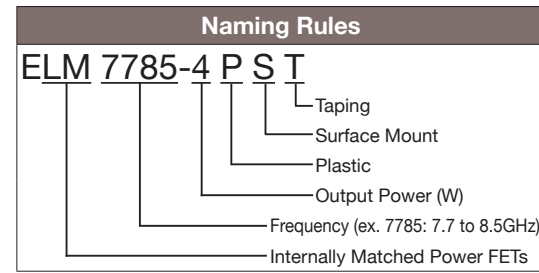 Naming Rules
ELM 7785-4 P S T
Taping
Surface Mount
Plastic
Output Power (W)
Frequency (ex. 7785: 7.7 to 8.5GHz)
Internally Matched Power FETs